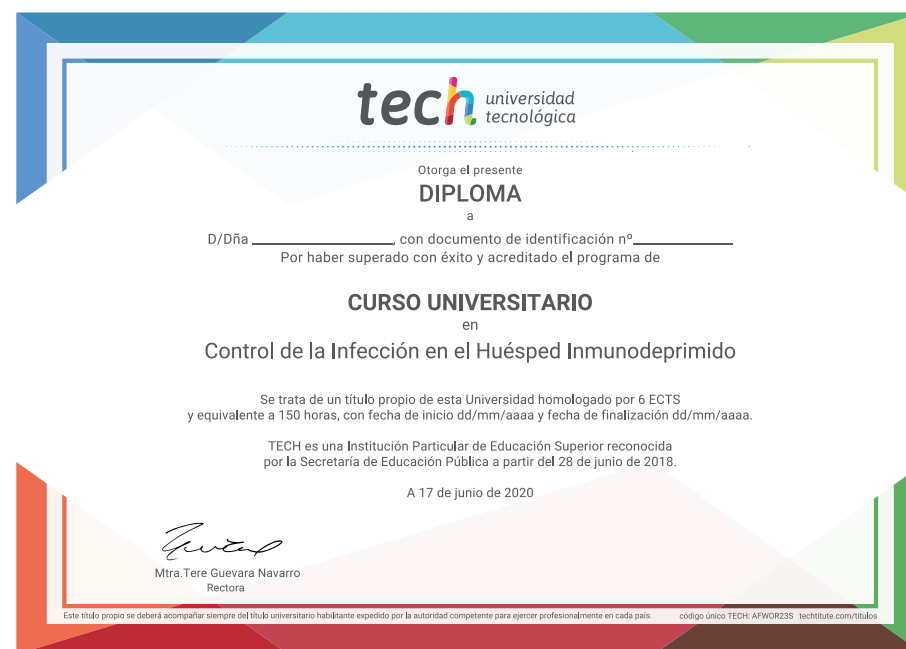 tech universidad
tecnológica
Otorga el presente
DIPLOMA
a
D/Dña ____________________, con documento de identificación nº______________
Por haber superado con éxito y acreditado el programa de
CURSO UNIVERSITARIO
en
Control de la Infección en el Huésped Inmunodeprimido
Se trata de un título propio de esta Universidad homologado por 6 ECTS
y equivalente a 150 horas, con fecha de inicio dd/mm/aaaa y fecha de finalización dd/mm/aaaa.
TECH es una Institución Particular de Educación Superior reconocida
por la Secretaría de Educación Pública a partir del 28 de junio de 2018.
A 17 de junio de 2020
Mtra.Tere Guevara Navarro
Rectora
Este título propio se deberá acompañar siempre del título universitario habilitante expedido por la autoridad competente para ejercer profesionalmente en cada país. código único TECH: AFWOR23S techtitute.com/titulos